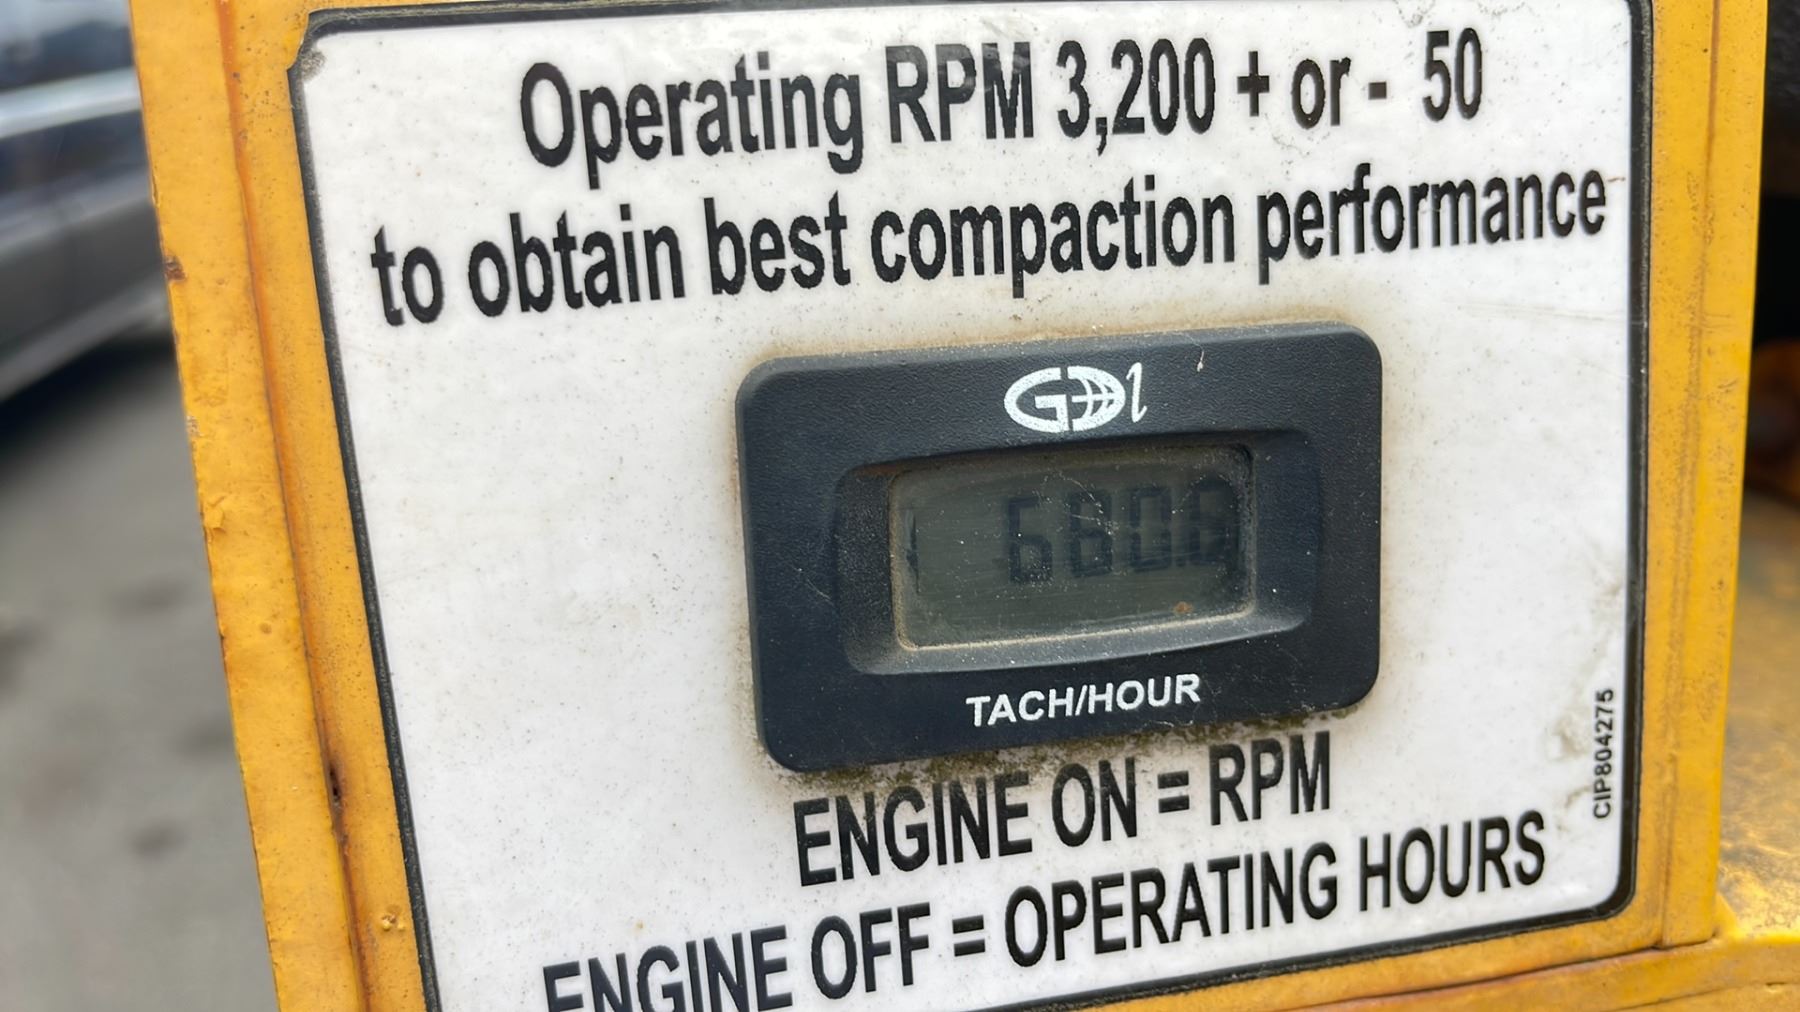 Operating RPM 3,200 + or - 50
to obtain best compaction performance
GDI
TACH/HOUR
ENGINE ON = RPM
ENGINE OFF = OPERATING HOURS
CIP804275